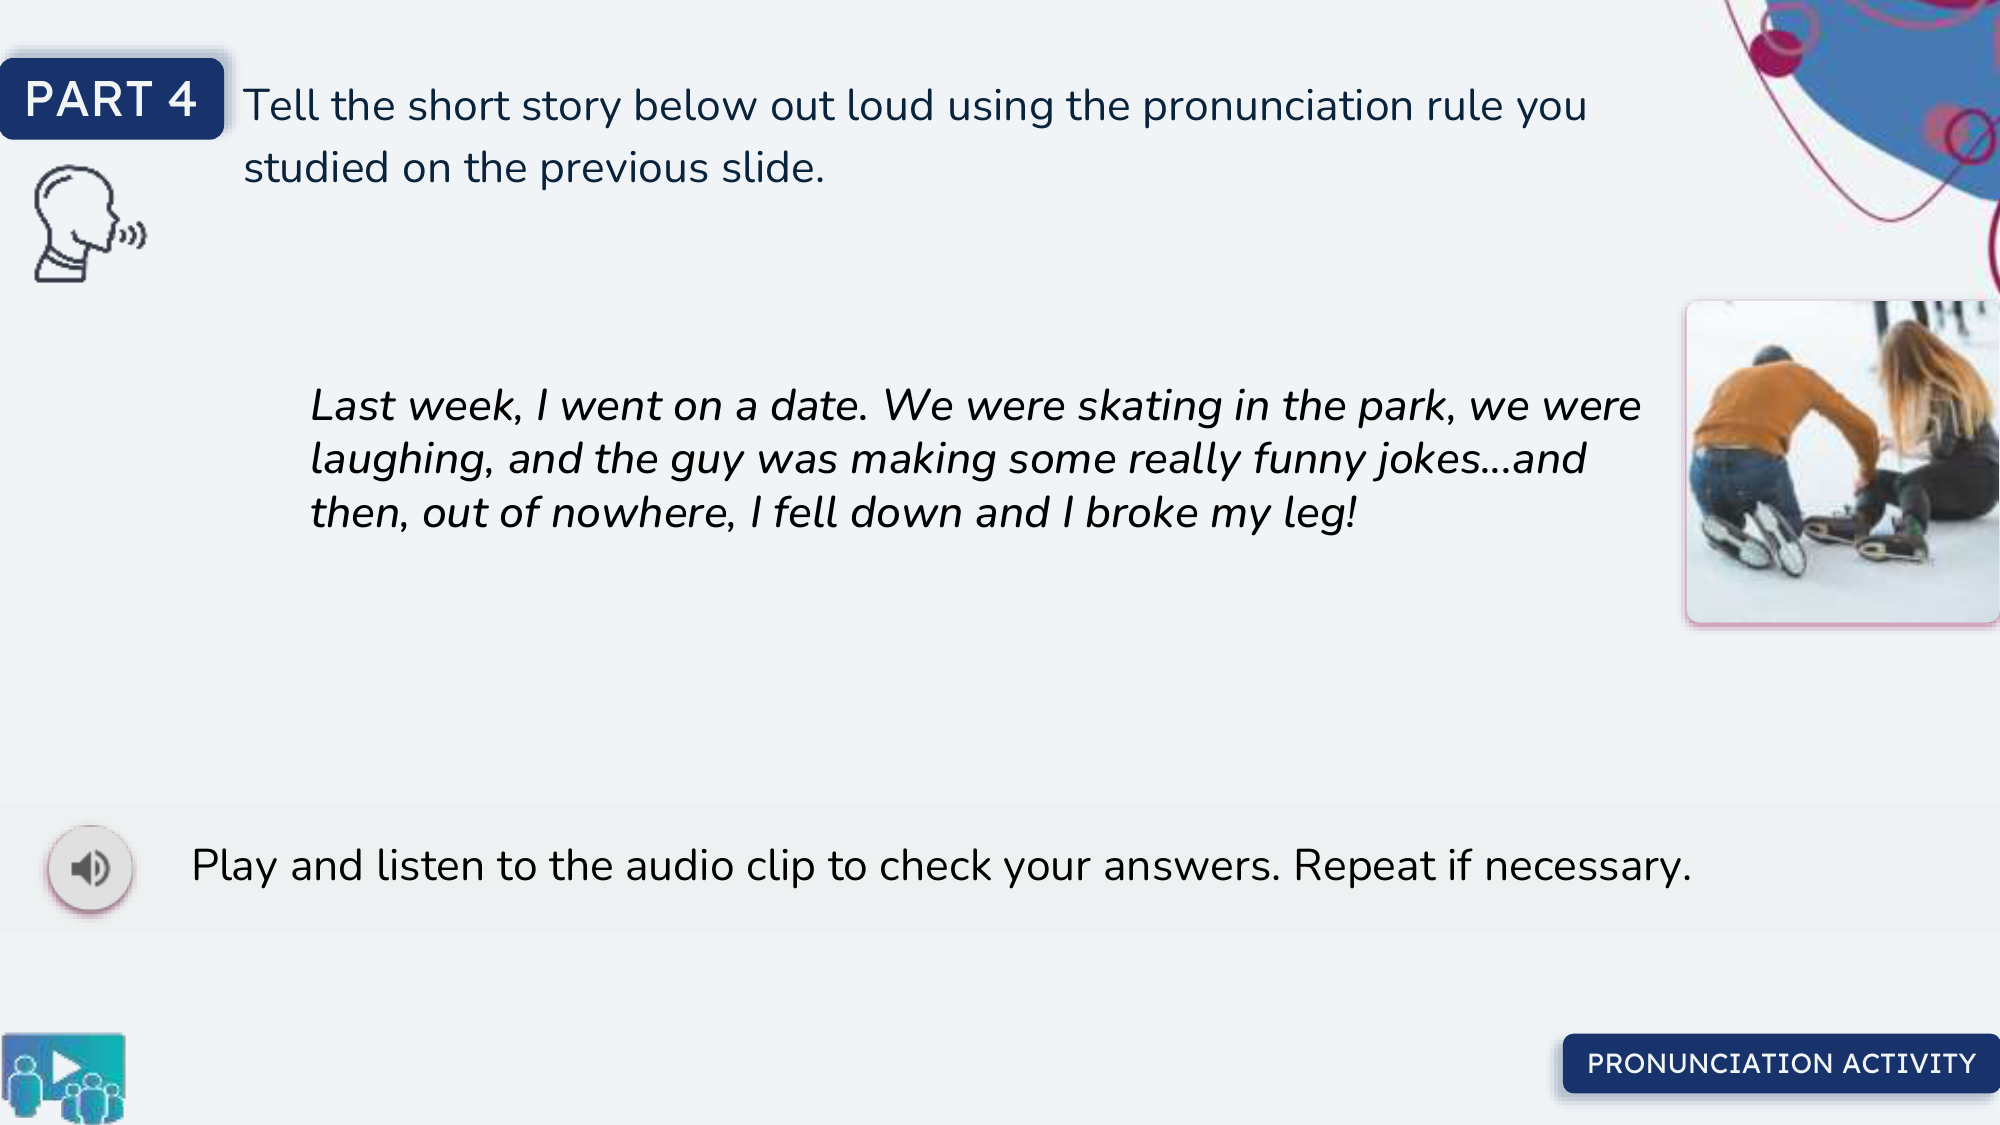 PART 4
Tell the short story below out loud using the pronunciation rule you
studied on the previous slide.
Last week, I went on a date. We were skating in the park, we were
laughing, and the guy was making some really funny jokes...and
then, out of nowhere, I fell down and I broke my leg!
Play and listen to the audio clip to check your answers. Repeat if necessary.
PRONUNCIATION ACTIVITY